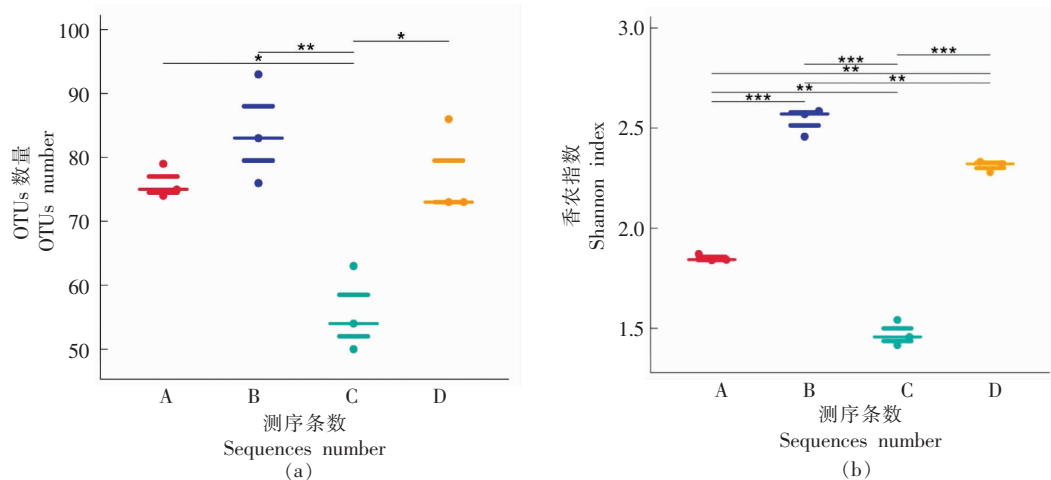 OTUs 数量
OTUs number
100
90
80
70
60
50
*
**
*
A
B
C
D
测序条数
Sequences number
(a)
香农指数
Shannon index
3.0
2.5
2.0
1.5
***
***
**
**
**
***
A
B
C
D
测序条数
Sequences number
(b)